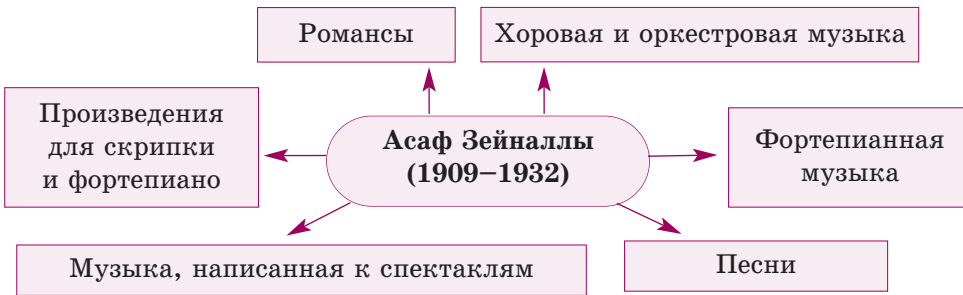 Романсы
Хоровая и оркестровая музыка
Произведения
для скрипки
и фортепиано
Асаф Зейналлы
(1909–1932)
Фортепианная
музыка
Музыка, написанная к спектаклям
Песни